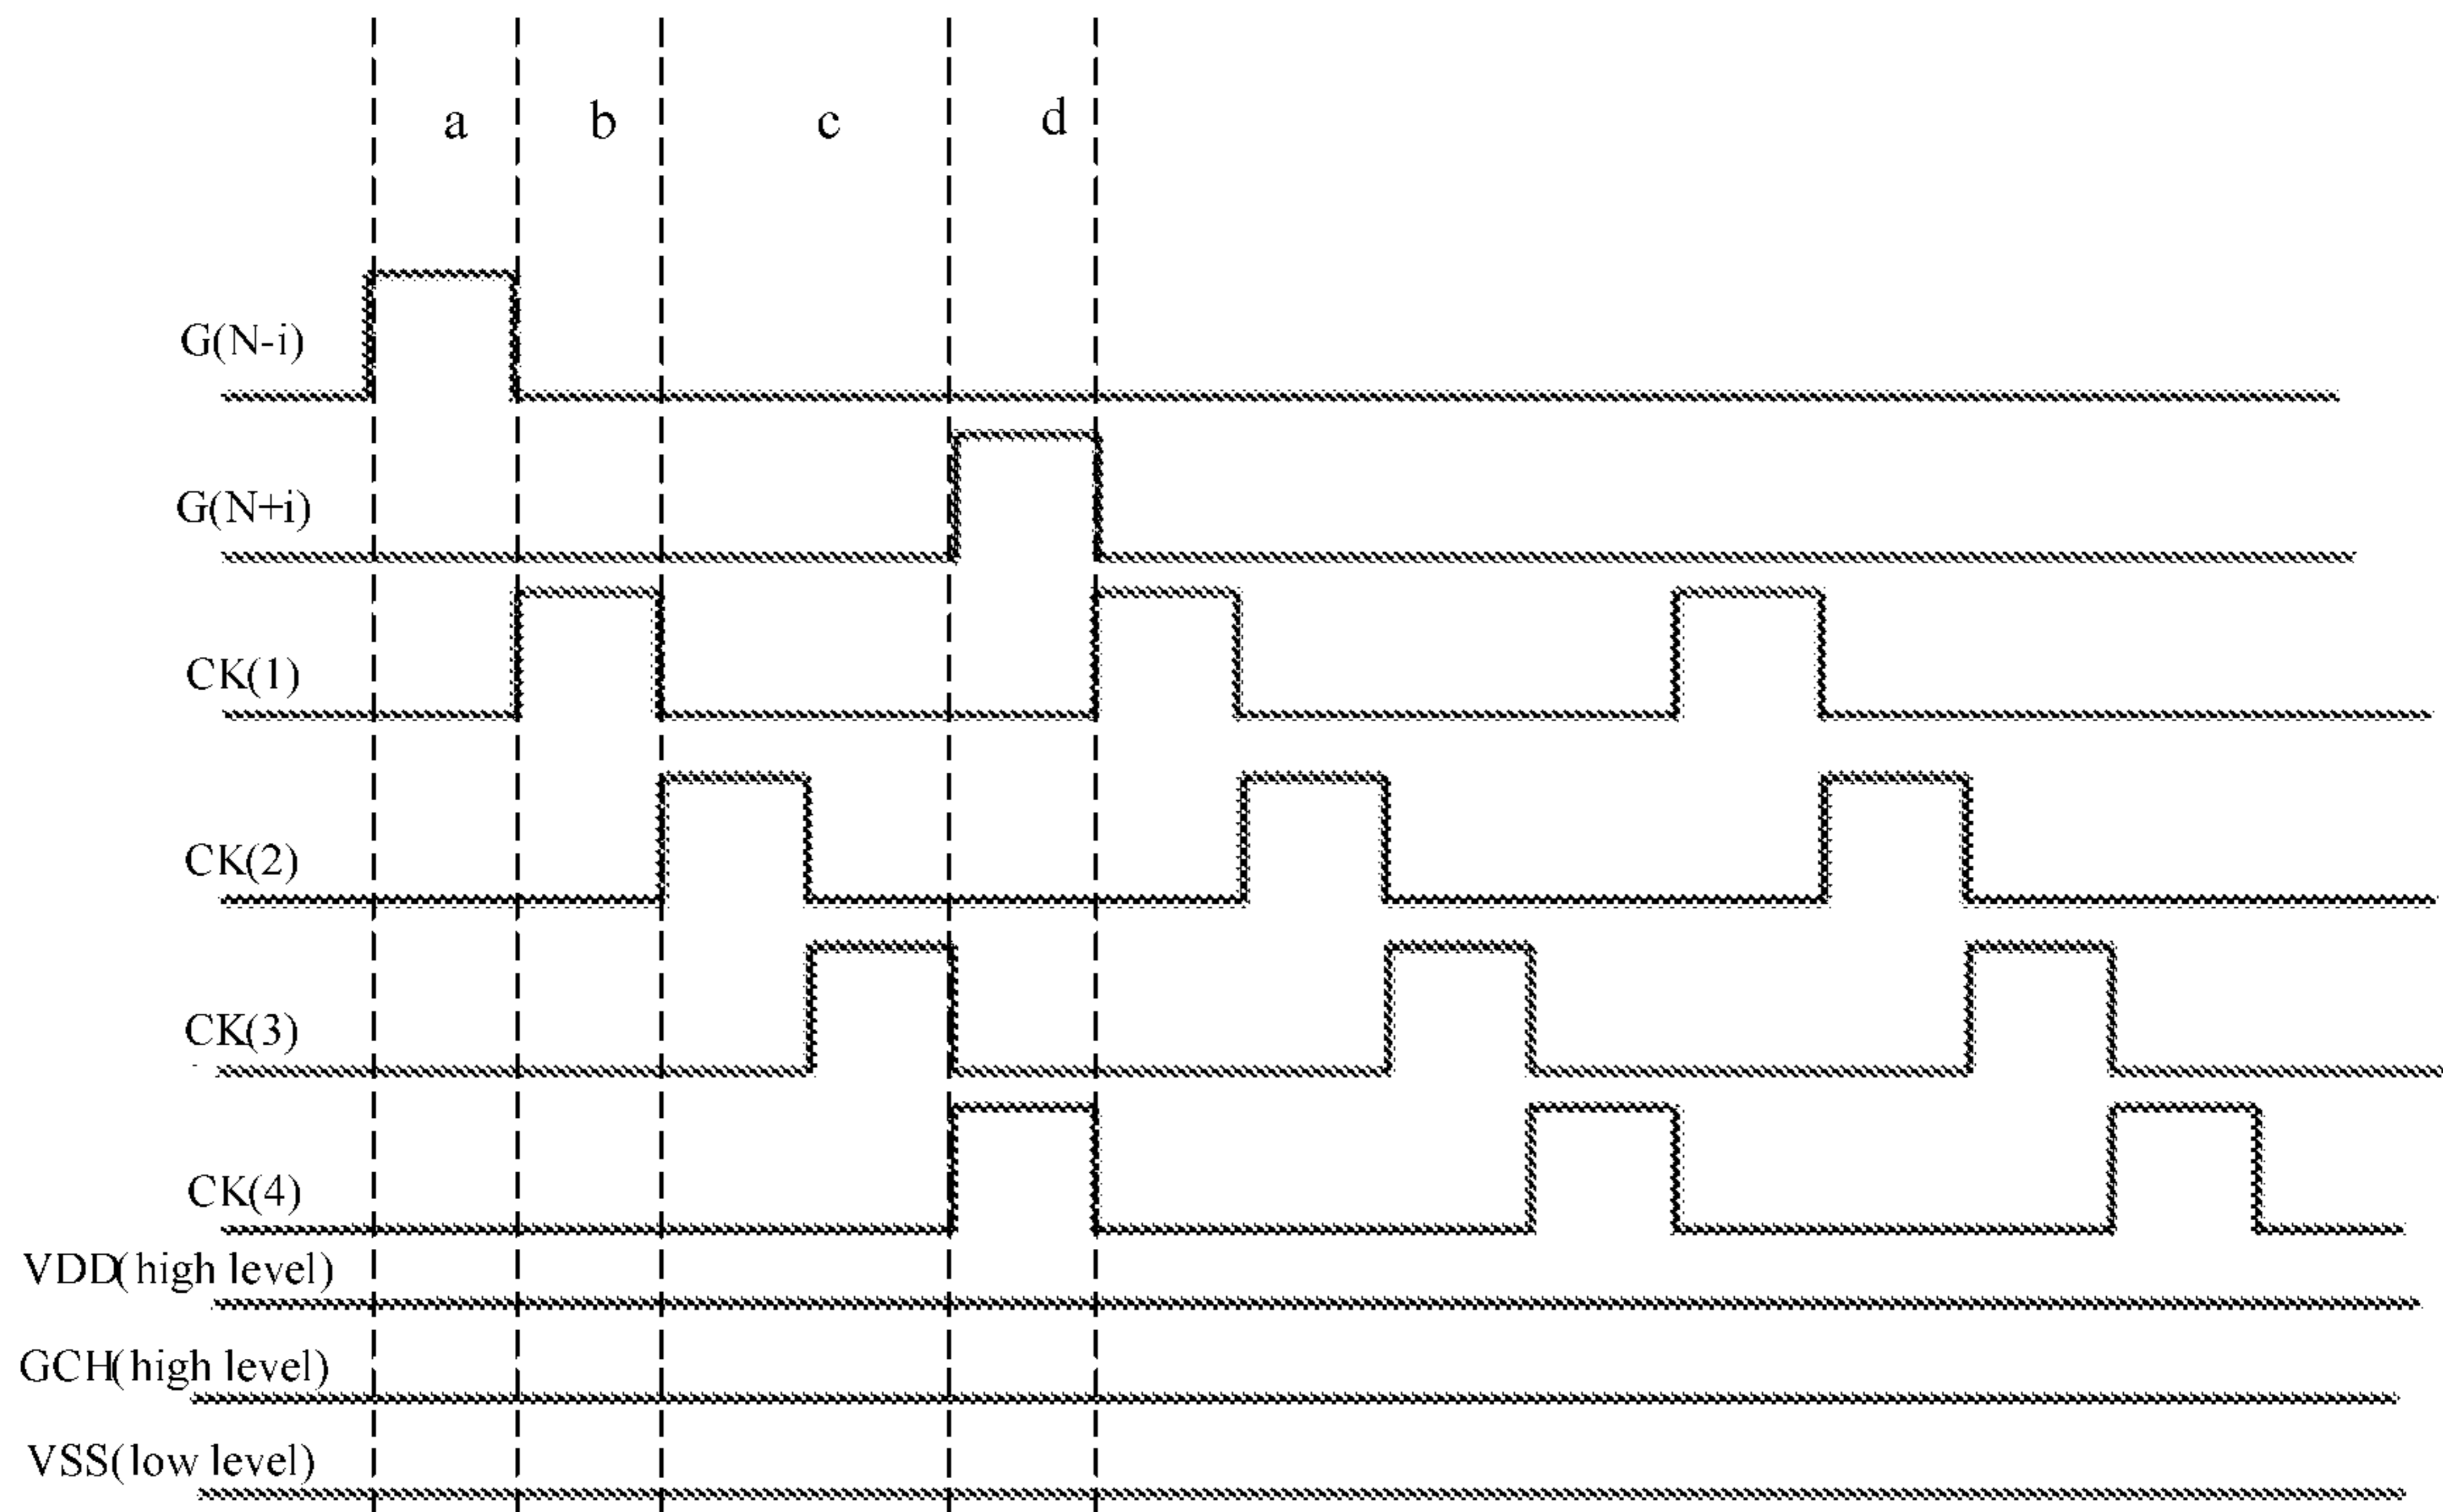 a b c d
G(N-i)
G(N+i)
CK(1)
CK(2)
CK(3)
CK(4)
VDD(high level)
GCH(high level)
VSS(low level)